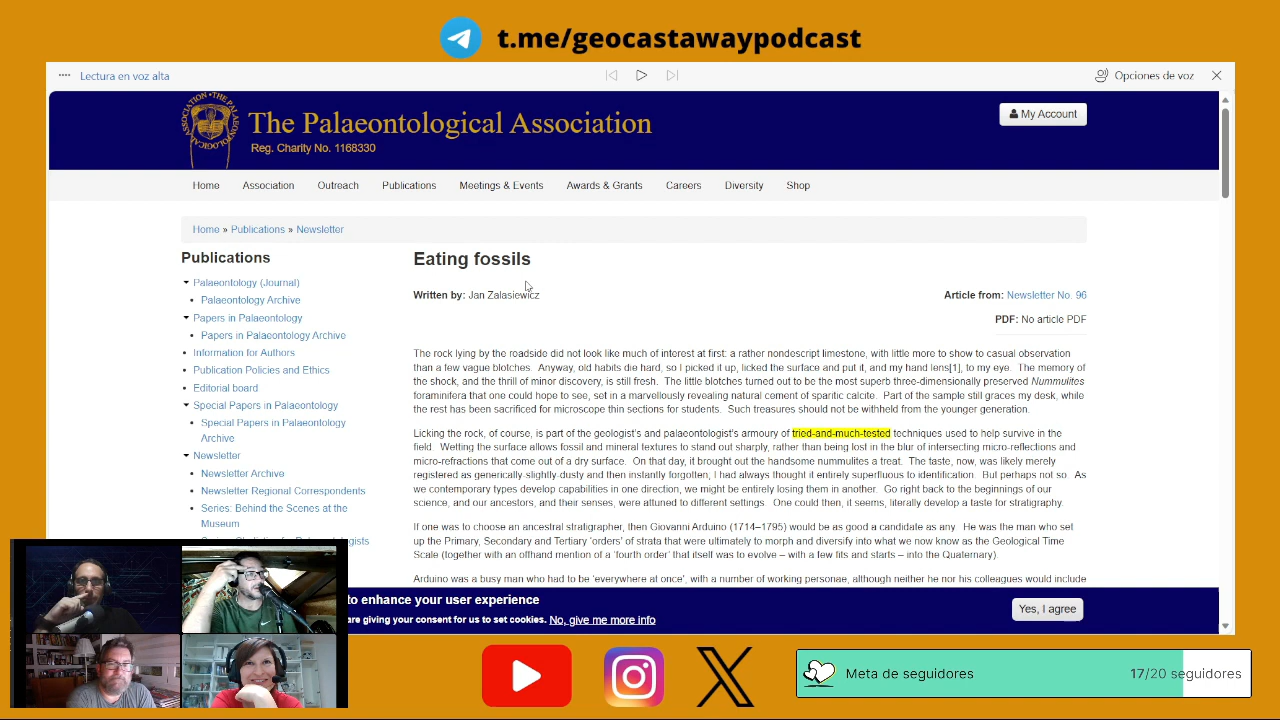 t.me/geocastawaypodcast
Lectura en voz alta
Opciones de voz
The Palaeontological Association
Reg. Charity No. 1168330
My Account
Home Association Outreach Publications Meetings & Events Awards & Grants Careers Diversity Shop
Home » Publications » Newsletter
Publications
Palaeontology (Journal)
Palaeontology Archive
Papers in Palaeontology
Papers in Palaeontology Archive
Information for Authors
Publication Policies and Ethics
Editorial board
Special Papers in Palaeontology
Special Papers in Palaeontology
Archive
Newsletter
Newsletter Archive
Newsletter Regional Correspondents
Series: Behind the Scenes at the
Museum
Eating fossils
Written by: Jan Zalasiewicz
Article from: Newsletter No. 96
PDF: No article PDF
The rock lying by the roadside did not look like much of interest at first: a rather nondescript limestone, with little more to show to casual observation
than a few vague blotches. Anyway, old habits die hard, so I picked it up, licked the surface and put it, and my hand lens[1], to my eye. The memory of
the shock, and the thrill of minor discovery, is still fresh. The little blotches turned out to be the most superb three-dimensionally preserved Nummulites
foraminifera that one could hope to see, set in a marvellously revealing natural cement of sparitic calcite. Part of the sample still graces my desk, while
the rest has been sacrificed for microscope thin sections for students. Such treasures should not be withheld from the younger generation.
Licking the rock, of course, is part of the geologist's and palaeontologist's armoury of tried-and-much-tested techniques used to help survive in the
field. Wetting the surface allows fossil and mineral textures to stand out sharply, rather than being lost in the blur of intersecting micro-reflections and
micro-refractions that come out of a dry surface. On that day, it brought out the handsome nummulites a treat. The taste, now, was likely merely
registered as generically-slightly-dusty and then instantly forgotten; I had always thought it entirely superfluous to identification. But perhaps not so. As
we contemporary types develop capabilities in one direction, we might be entirely losing them in another. Go right back to the beginnings of our
science, and our ancestors, and their senses, were attuned to different settings. One could then, it seems, literally develop a taste for stratigraphy.
If one was to choose an ancestral stratigrapher, then Giovanni Arduino (1714–1795) would be as good a candidate as any. He was the man who set
up the Primary, Secondary and Tertiary 'orders' of strata that were ultimately to morph and diversify into what we now know as the Geological Time
Scale (together with an offhand mention of a 'fourth order' that itself was to evolve – with a few fits and starts – into the Quaternary).
Arduino was a busy man who had to be 'everywhere at once', with a number of working personae, although neither he nor his colleagues would include
to enhance your user experience
are giving your consent for us to set cookies. No, give me more info
Yes, I agree
Meta de seguidores 17/20 seguidores